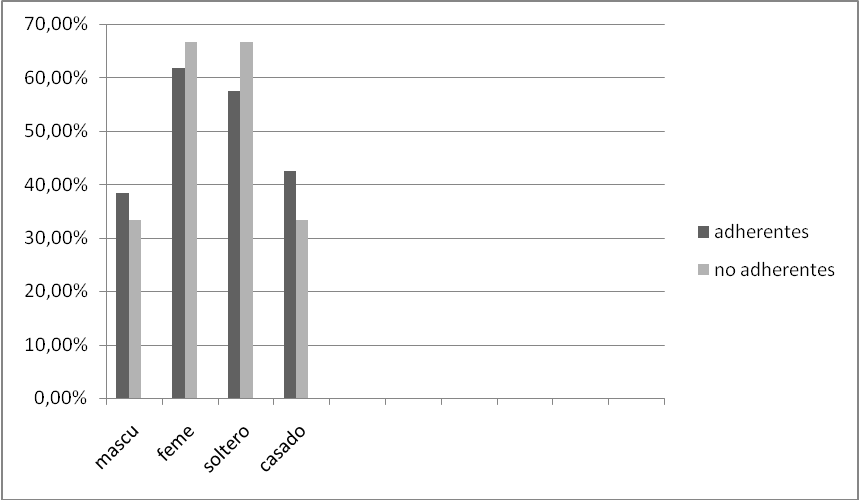 70,00%
60,00%
50,00%
40,00%
30,00%
20,00%
10,00%
0,00%
mascu
feme
soltero
casado
adherentes
no adherentes